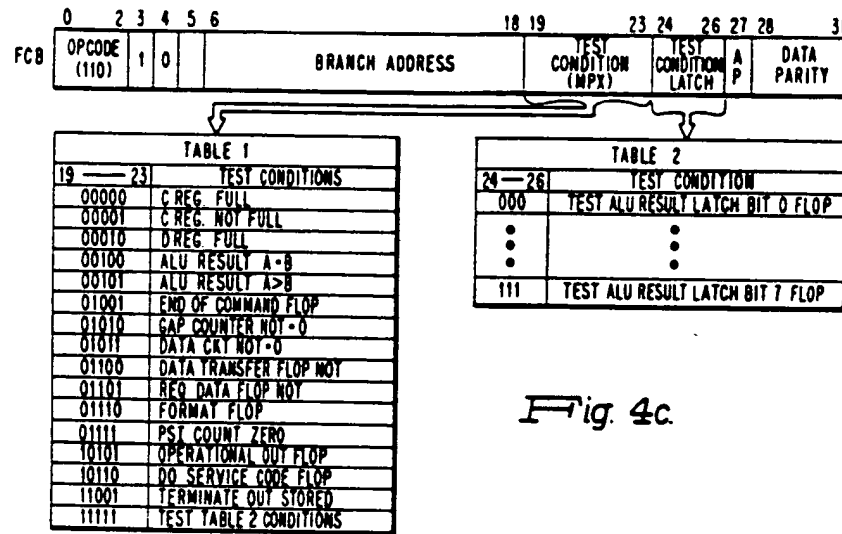 0 2 3 4 5 6 18 19 23 24 26 27 28 31
FCB OPCODE (110) 1 0 BRANCH ADDRESS TEST CONDITION (MPX) TEST CONDITION LATCH AP DATA PARITY
TABLE 1
19 — 23 TEST CONDITIONS
00000 C REG. FULL
00001 C REG. NOT FULL
00010 D REG. FULL
00100 ALU RESULT A=B
00101 ALU RESULT A>B
01001 END OF COMMAND FLOP
01010 GAP COUNTER NOT=0
01011 DATA CKT NOT=0
01100 DATA TRANSFER FLOP NOT
01101 REQ DATA FLOP NOT
01110 FORMAT FLOP
01111 PSI COUNT ZERO
10101 OPERATIONAL OUT FLOP
10110 DO SERVICE CODE FLOP
11001 TERMINATE OUT STORED
11111 TEST TABLE 2 CONDITIONS
TABLE 2
24 — 26 TEST CONDITION
000 TEST ALU RESULT LATCH BIT 0 FLOP
111 TEST ALU RESULT LATCH BIT 7 FLOP
Fig. 4c.